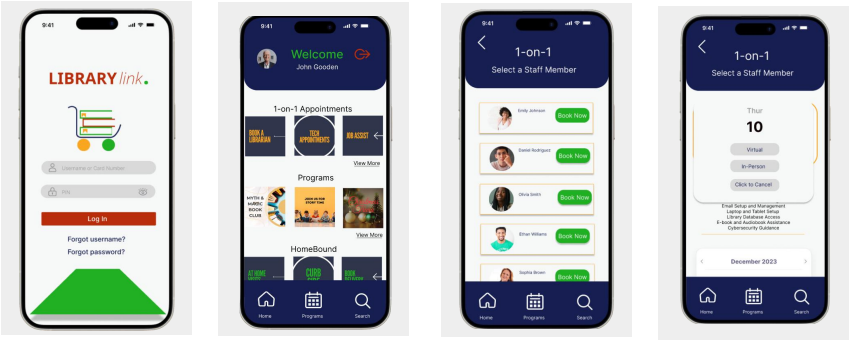 9:41
LIBRARY link.
Username or Card Number
PIN
Log In
Forgot username?
Forgot password?
9:41
Welcome
John Gooden
1-on-1 Appointments
BOOK A
LIBRARIAN
TECH
APPOINTMENTS
JOB ASSIST
View More
Programs
MYTH &
MAGIC
BOOK
CLUB
JOIN US FOR
STORY TIME
View More
HomeBound
AT HOME
CURB
BOOK
Home
Programs
Search
9:41
1-on-1
Select a Staff Member
Emily Johnson
Book Now
Daniel Rodriguez
Book Now
Olivia Smith
Book Now
Ethan Williams
Book Now
Sophia Brown
Book Now
Home
Programs
Search
9:41
1-on-1
Select a Staff Member
Thur
10
Virtual
In-Person
Click to Cancel
Email Setup and Management
Laptop and Tablet Setup
Library Database Access
E-book and Audiobook Assistance
Cybersecurity Guidance
December 2023
Home
Programs
Search